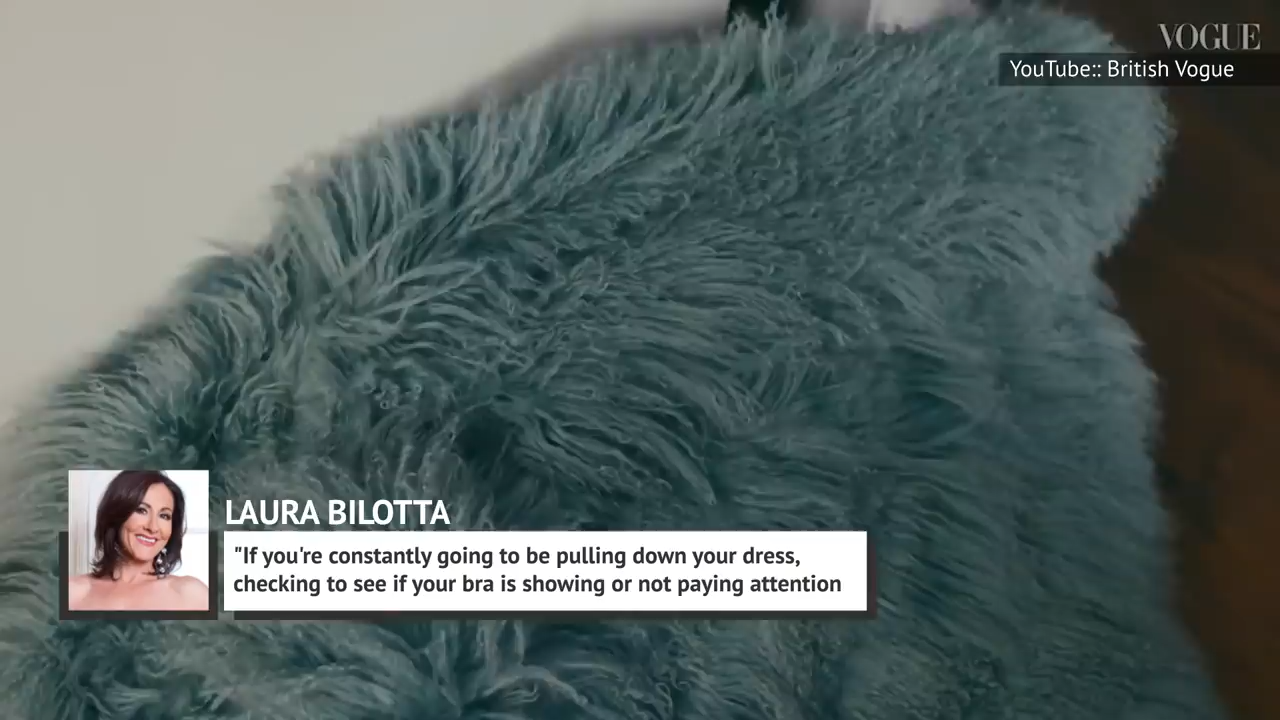 VOGUE
YouTube:: British Vogue
LAURA BILOTTA
"If you're constantly going to be pulling down your dress,
checking to see if your bra is showing or not paying attention